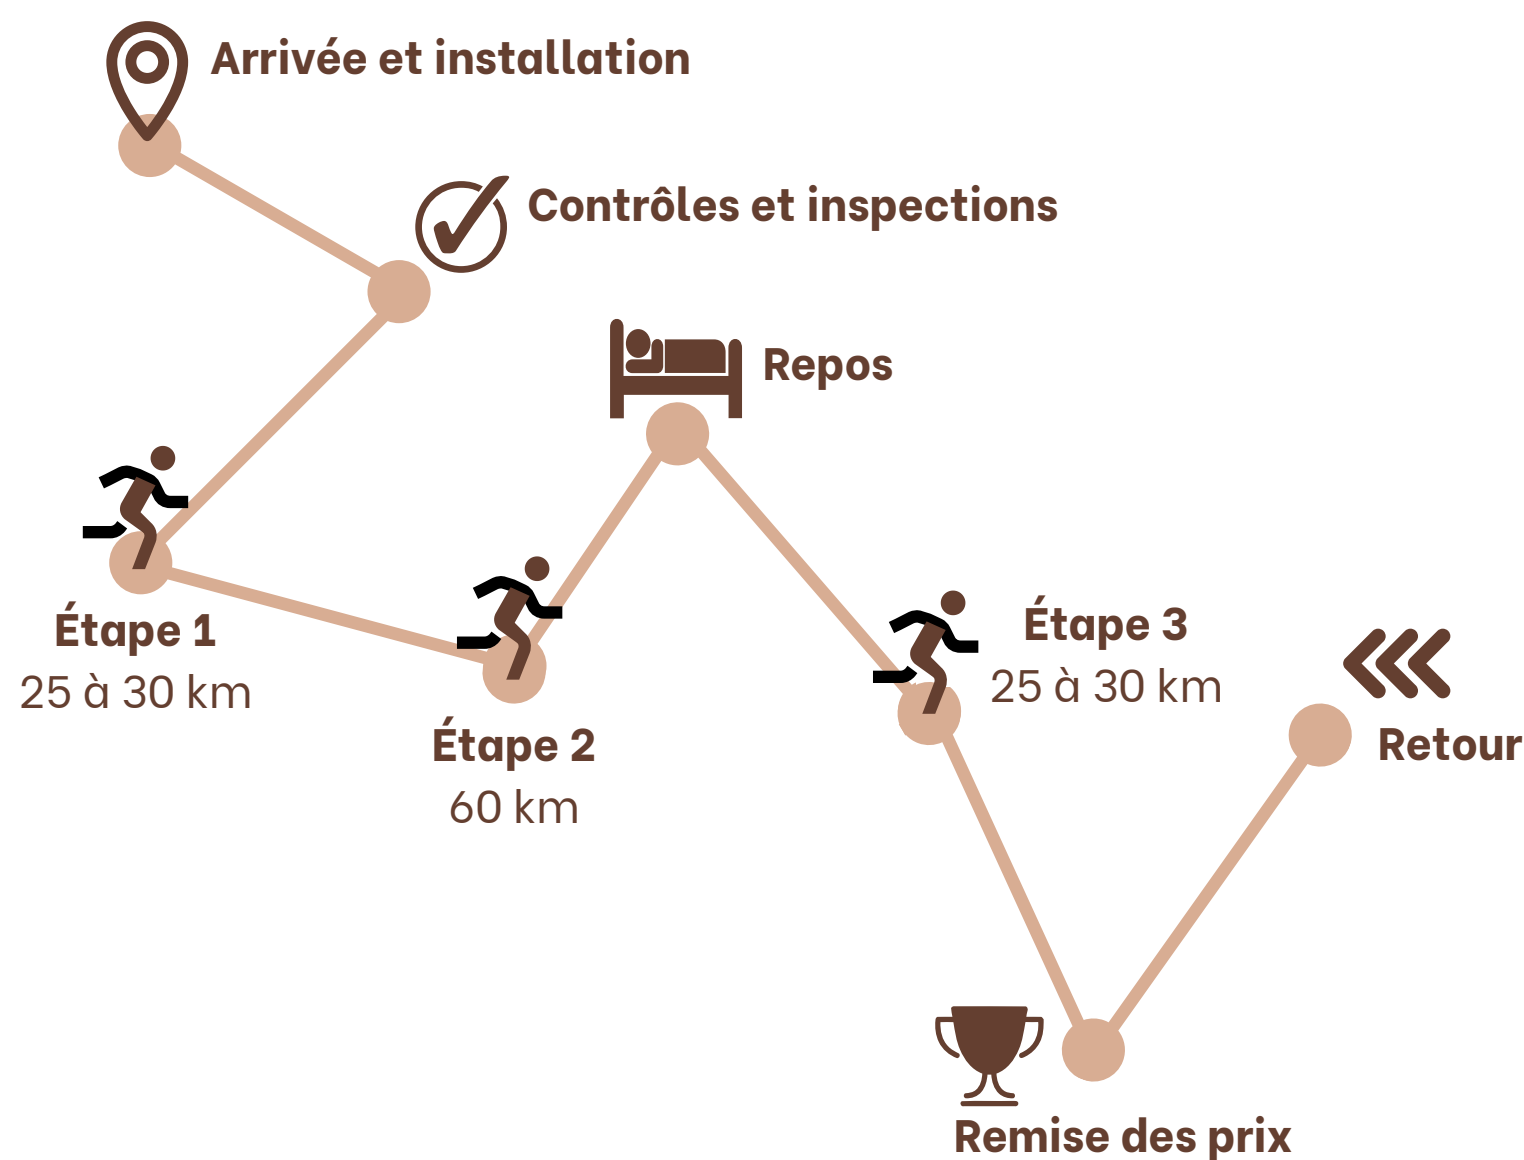 Arrivée et installation
Contrôles et inspections
Repos
Étape 1
25 à 30 km
Étape 2
60 km
Étape 3
25 à 30 km
Retour
Remise des prix